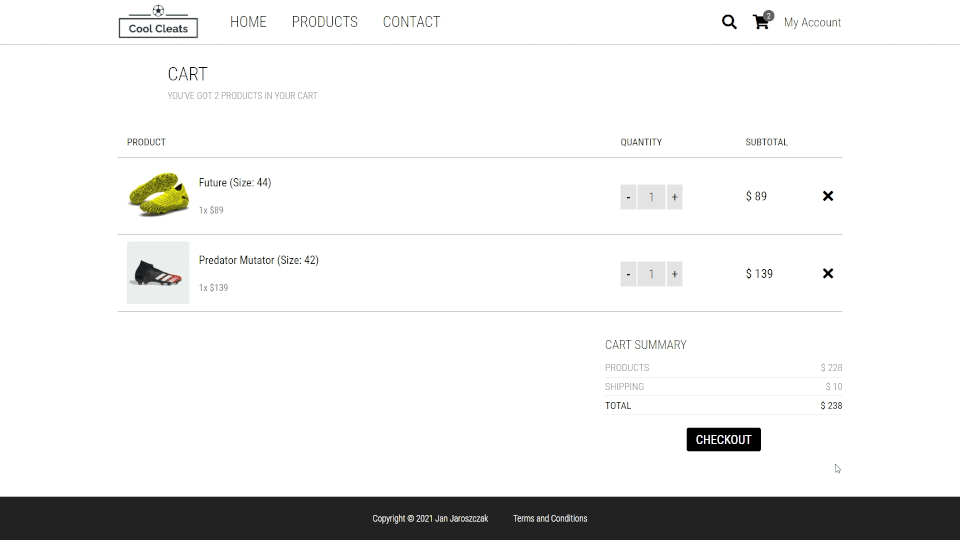 Cool Cleats
HOME PRODUCTS CONTACT
2
My Account
CART
YOU'VE GOT 2 PRODUCTS IN YOUR CART
PRODUCT QUANTITY SUBTOTAL
Future (Size: 44)
1x $89
- 1 +
$ 89
Predator Mutator (Size: 42)
1x $139
- 1 +
$ 139
CART SUMMARY
PRODUCTS $ 228
SHIPPING $ 10
TOTAL $ 238
CHECKOUT
Copyright © 2021 Jan Jaroszczak Terms and Conditions